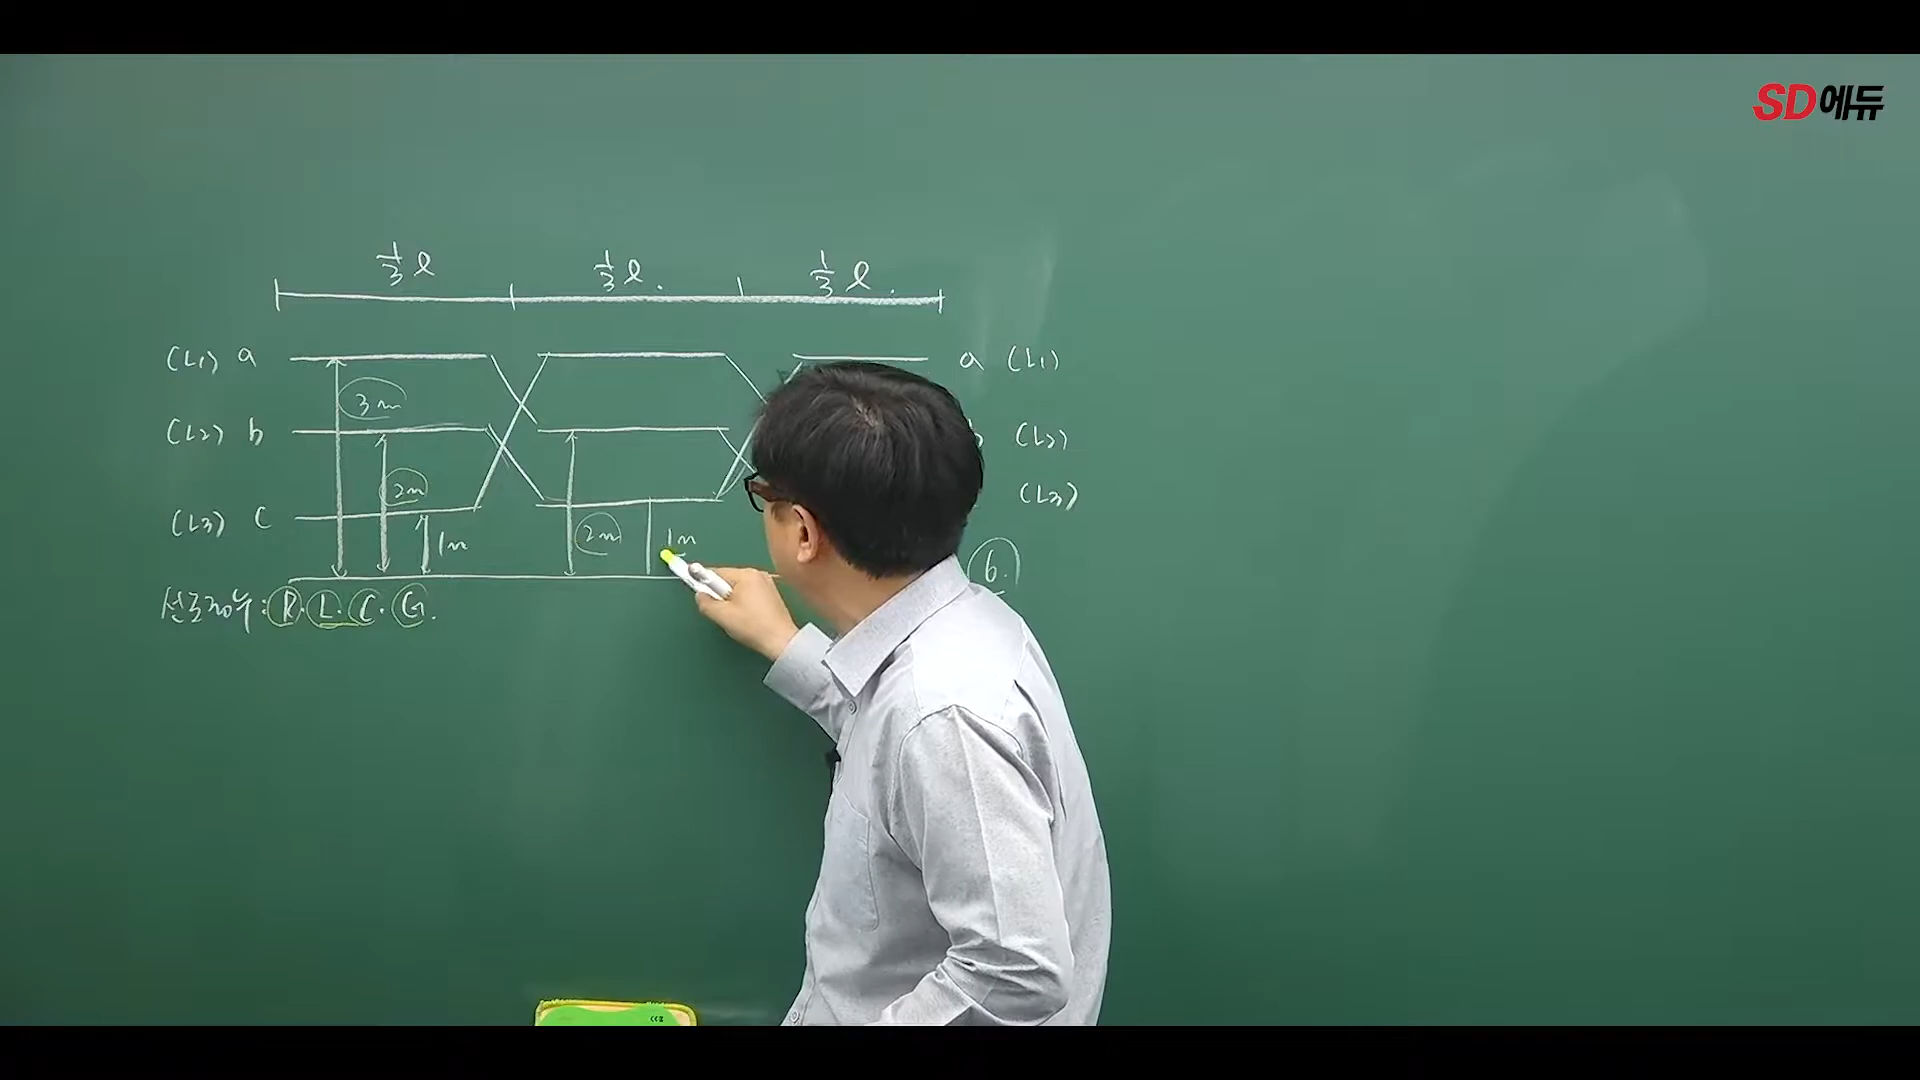 SD에듀
1/3 l 1/3 l. 1/3 l.
(L1) a a (L1)
3m
(L2) b b (L2)
2m
(L3) C (L3)
1m 2m 1m
6.
선로정수: R. L. C. G.